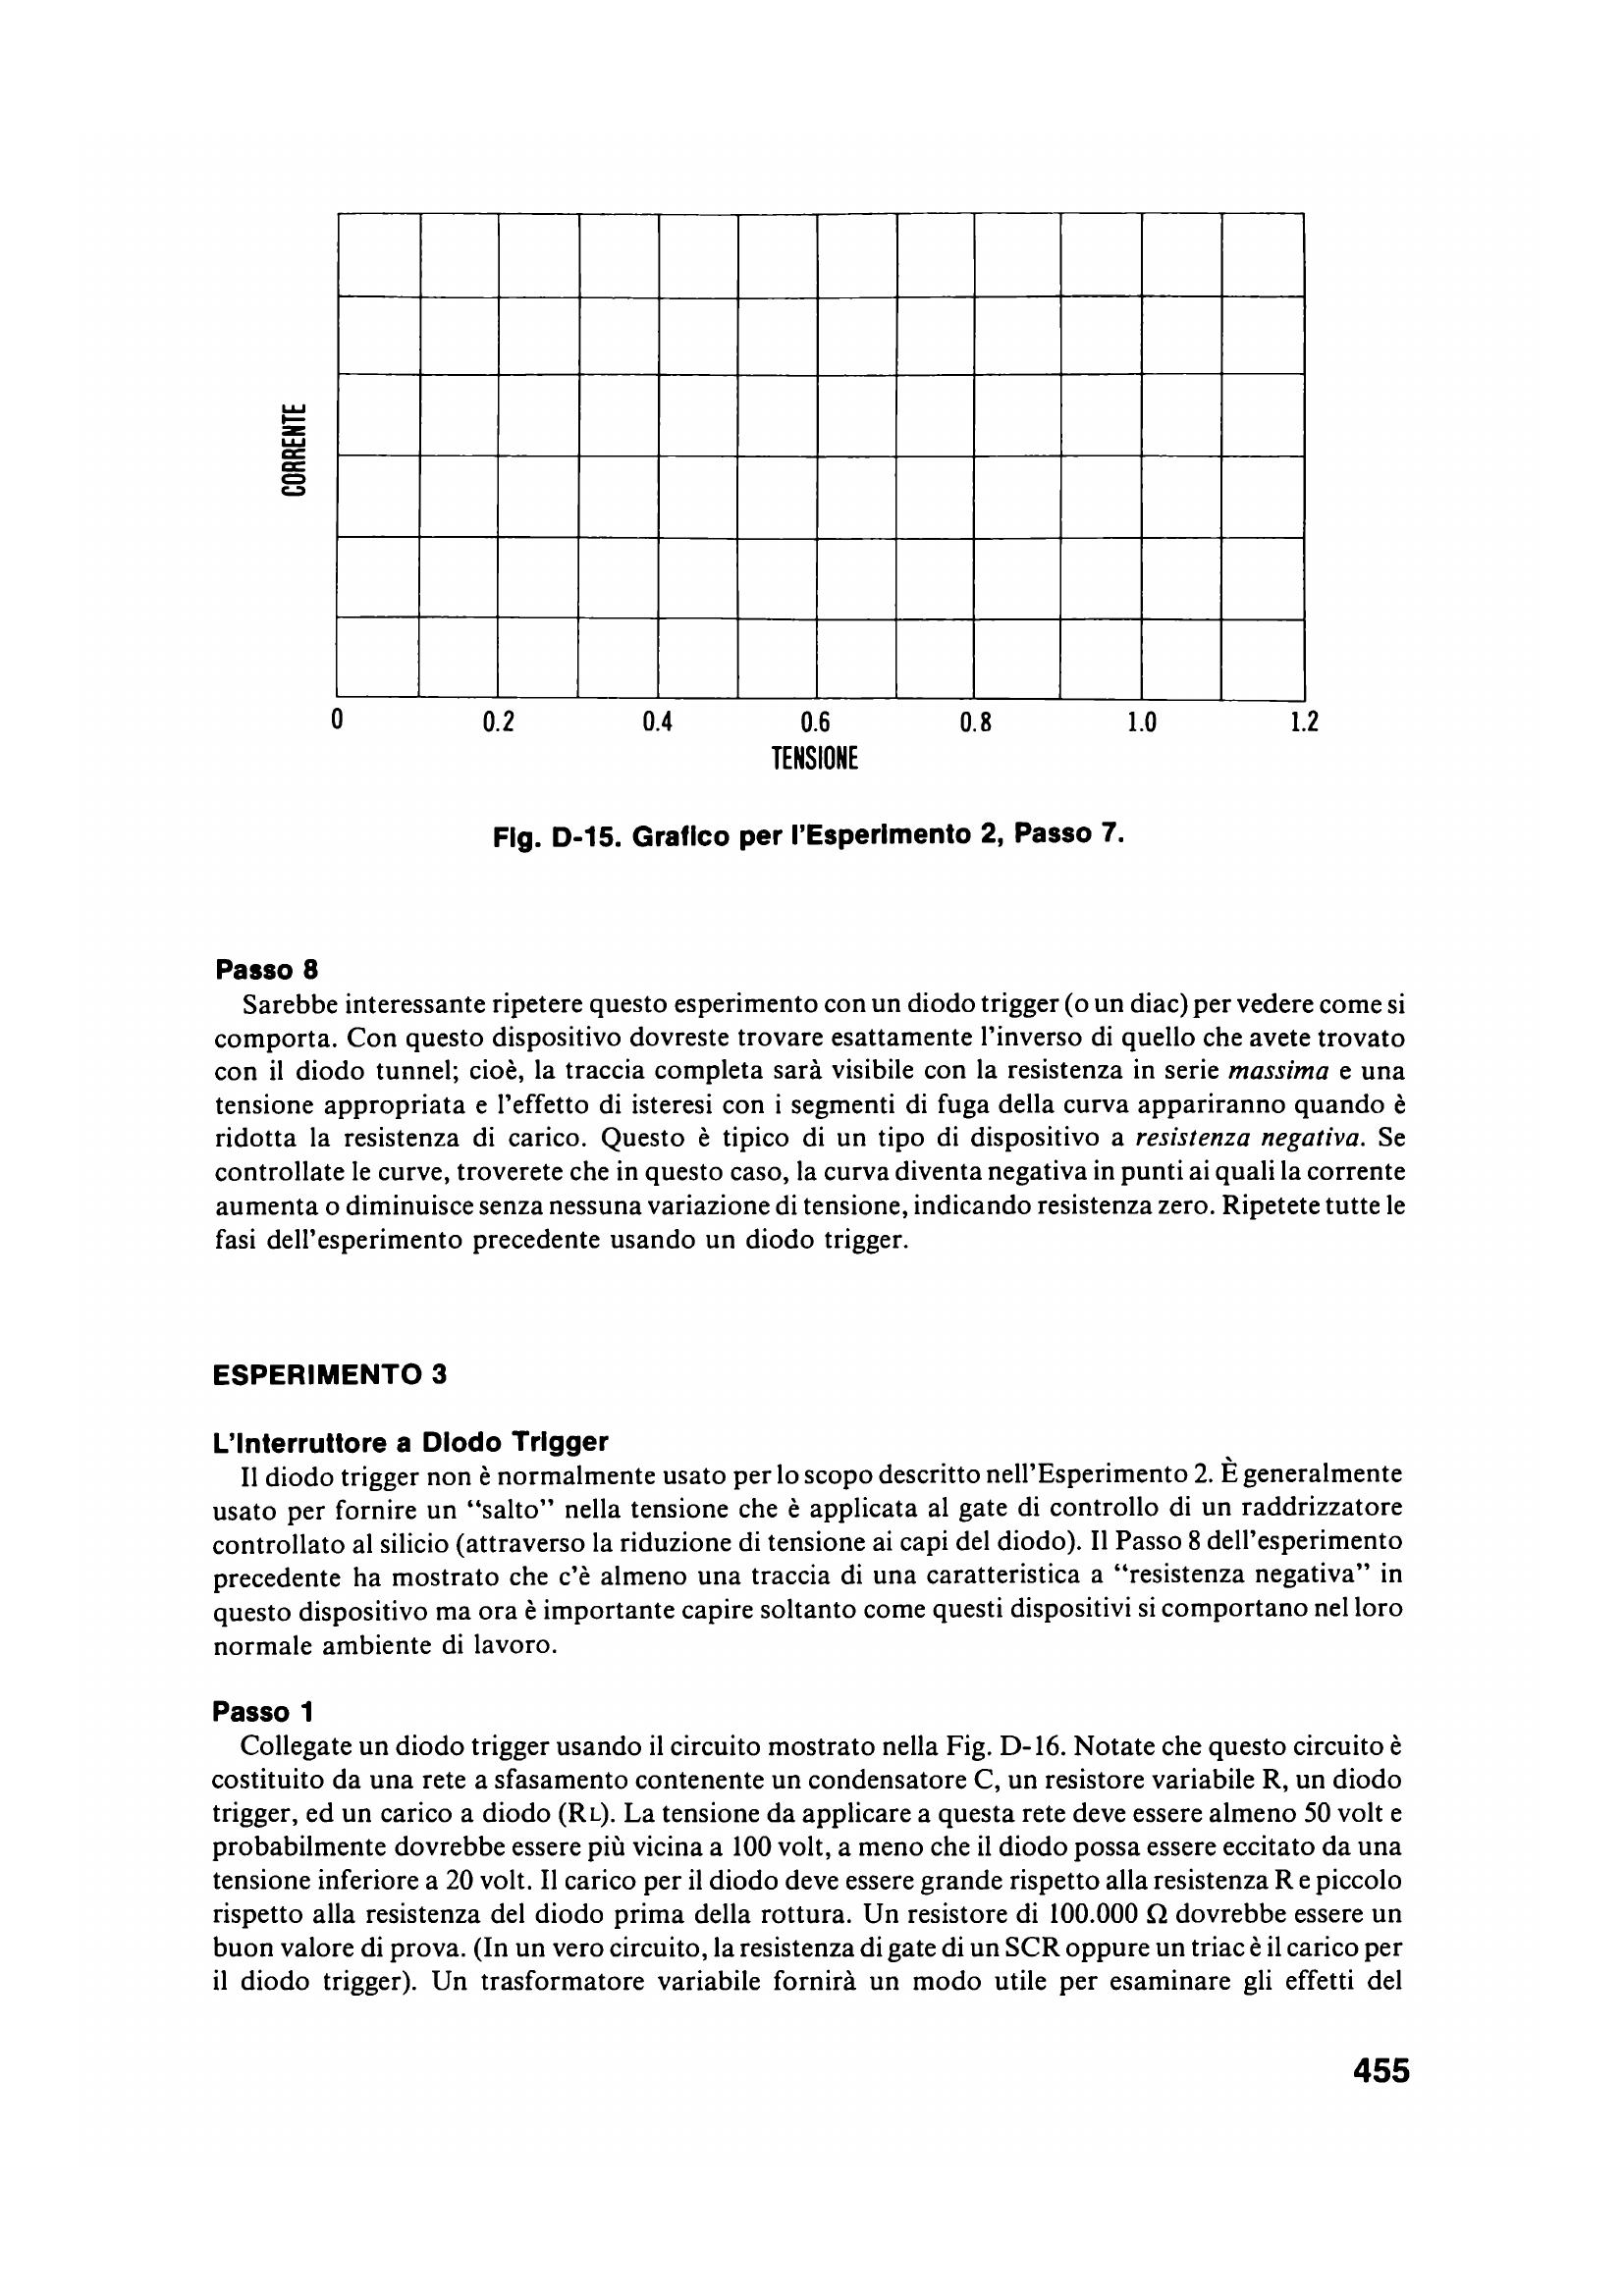 CORRENTE
0 0.2 0.4 0.6 0.8 1.0 1.2
TENSIONE
Fig. D-15. Grafico per l'Esperimento 2, Passo 7.
Passo 8
Sarebbe interessante ripetere questo esperimento con un diodo trigger (o un diac) per vedere come si
comporta. Con questo dispositivo dovreste trovare esattamente l'inverso di quello che avete trovato
con il diodo tunnel; cioè, la traccia completa sarà visibile con la resistenza in serie massima e una
tensione appropriata e l'effetto di isteresi con i segmenti di fuga della curva appariranno quando è
ridotta la resistenza di carico. Questo è tipico di un tipo di dispositivo a resistenza negativa. Se
controllate le curve, troverete che in questo caso, la curva diventa negativa in punti ai quali la corrente
aumenta o diminuisce senza nessuna variazione di tensione, indicando resistenza zero. Ripetete tutte le
fasi dell'esperimento precedente usando un diodo trigger.
ESPERIMENTO 3
L'Interruttore a Diodo Trigger
Il diodo trigger non è normalmente usato per lo scopo descritto nell'Esperimento 2. È generalmente
usato per fornire un “salto” nella tensione che è applicata al gate di controllo di un raddrizzatore
controllato al silicio (attraverso la riduzione di tensione ai capi del diodo). Il Passo 8 dell'esperimento
precedente ha mostrato che c'è almeno una traccia di una caratteristica a “resistenza negativa” in
questo dispositivo ma ora è importante capire soltanto come questi dispositivi si comportano nel loro
normale ambiente di lavoro.
Passo 1
Collegate un diodo trigger usando il circuito mostrato nella Fig. D-16. Notate che questo circuito è
costituito da una rete a sfasamento contenente un condensatore C, un resistore variabile R, un diodo
trigger, ed un carico a diodo (RL). La tensione da applicare a questa rete deve essere almeno 50 volt e
probabilmente dovrebbe essere più vicina a 100 volt, a meno che il diodo possa essere eccitato da una
tensione inferiore a 20 volt. Il carico per il diodo deve essere grande rispetto alla resistenza R e piccolo
rispetto alla resistenza del diodo prima della rottura. Un resistore di 100.000 Ω dovrebbe essere un
buon valore di prova. (In un vero circuito, la resistenza di gate di un SCR oppure un triac è il carico per
il diodo trigger). Un trasformatore variabile fornirà un modo utile per esaminare gli effetti del
455